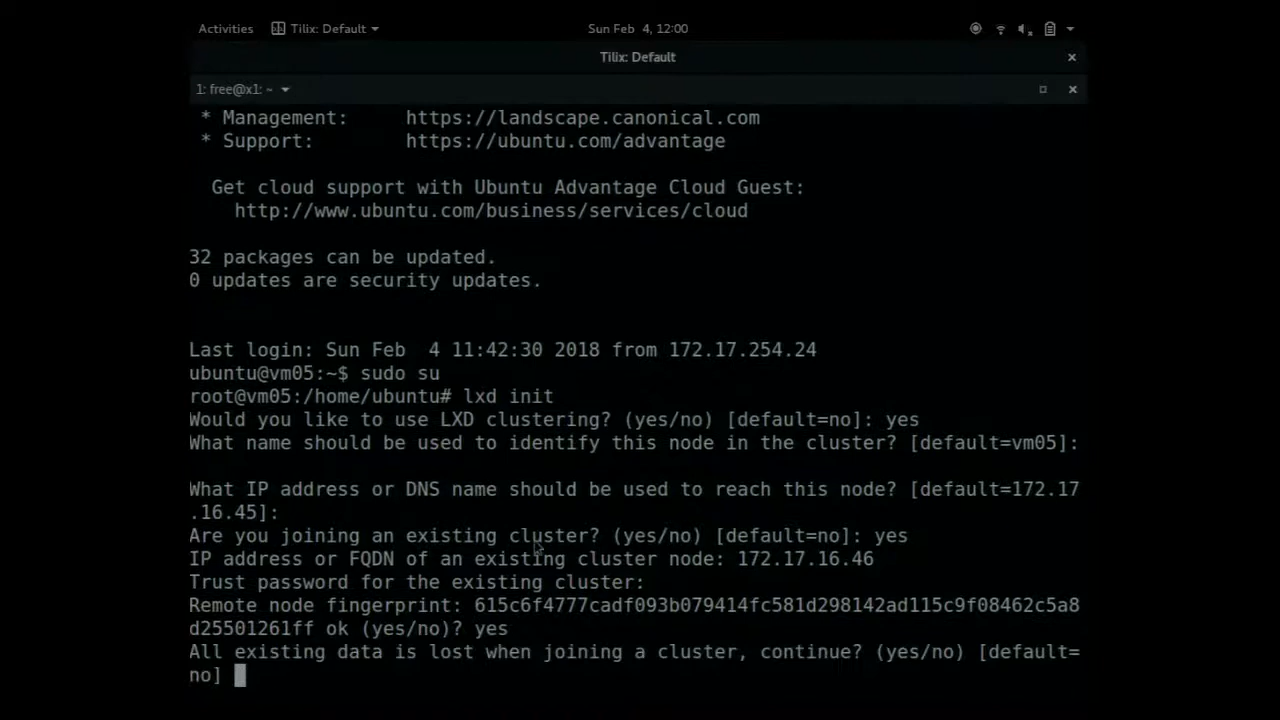 Activities Tilix: Default Sun Feb 4, 12:00
Tilix: Default
1: free@x1: ~
* Management: https://landscape.canonical.com
* Support: https://ubuntu.com/advantage
Get cloud support with Ubuntu Advantage Cloud Guest:
http://www.ubuntu.com/business/services/cloud
32 packages can be updated.
0 updates are security updates.
Last login: Sun Feb 4 11:42:30 2018 from 172.17.254.24
ubuntu@vm05:~$ sudo su
root@vm05:/home/ubuntu# lxd init
Would you like to use LXD clustering? (yes/no) [default=no]: yes
What name should be used to identify this node in the cluster? [default=vm05]:
What IP address or DNS name should be used to reach this node? [default=172.17
.16.45]:
Are you joining an existing cluster? (yes/no) [default=no]: yes
IP address or FQDN of an existing cluster node: 172.17.16.46
Trust password for the existing cluster:
Remote node fingerprint: 615c6f4777cadf093b079414fc581d298142ad115c9f08462c5a8
d25501261ff ok (yes/no)? yes
All existing data is lost when joining a cluster, continue? (yes/no) [default=
no]